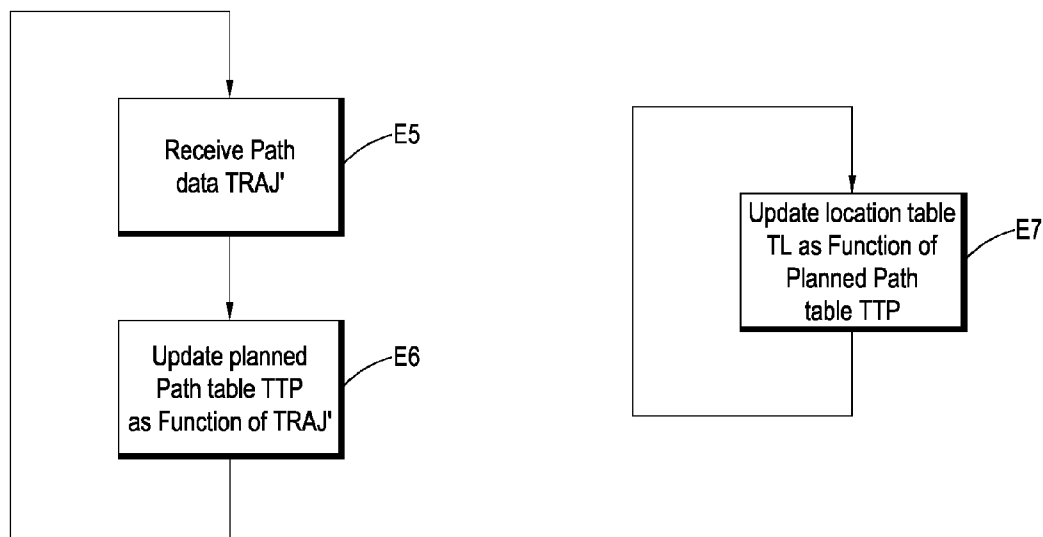 Receive Path
data TRAJ'
E5
Update planned
Path table TTP
as Function of TRAJ'
E6
Update location table
TL as Function of
Planned Path
table TTP
E7